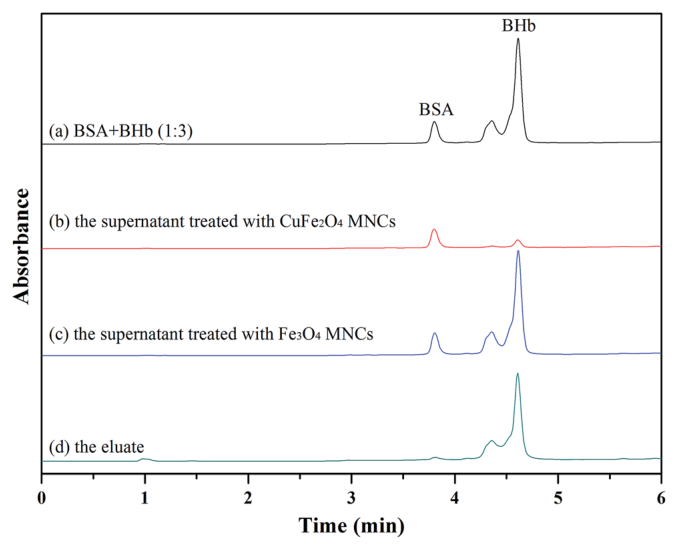 BHb
BSA
(a) BSA+BHb (1:3)
(b) the supernatant treated with CuFe₂O₄ MNCs
(c) the supernatant treated with Fe₃O₄ MNCs
(d) the eluate
Absorbance
0 1 2 3 4 5 6
Time (min)